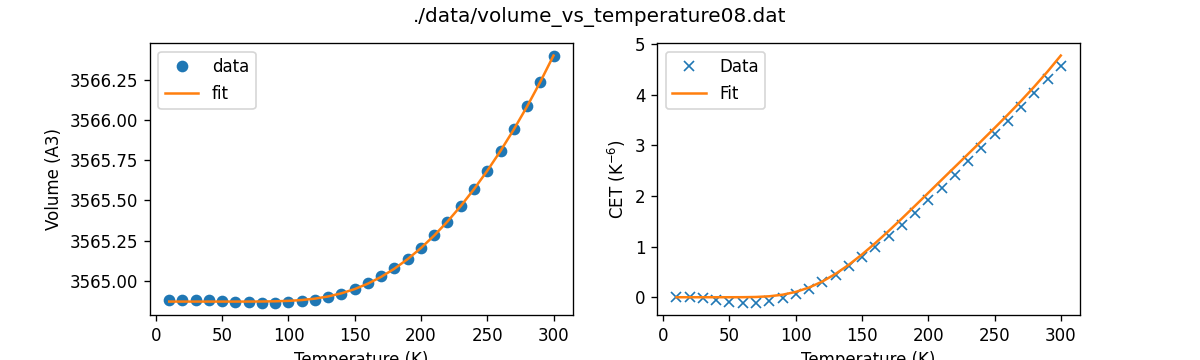 ./data/volume_vs_temperature08.dat
data
fit
3566.25
3566.00
3565.75
3565.50
3565.25
3565.00
Volume (A3)
0 50 100 150 200 250 300
Temperature (K)
Data
Fit
5
4
3
2
1
0
CET (K⁻⁶)
0 50 100 150 200 250 300
Temperature (K)